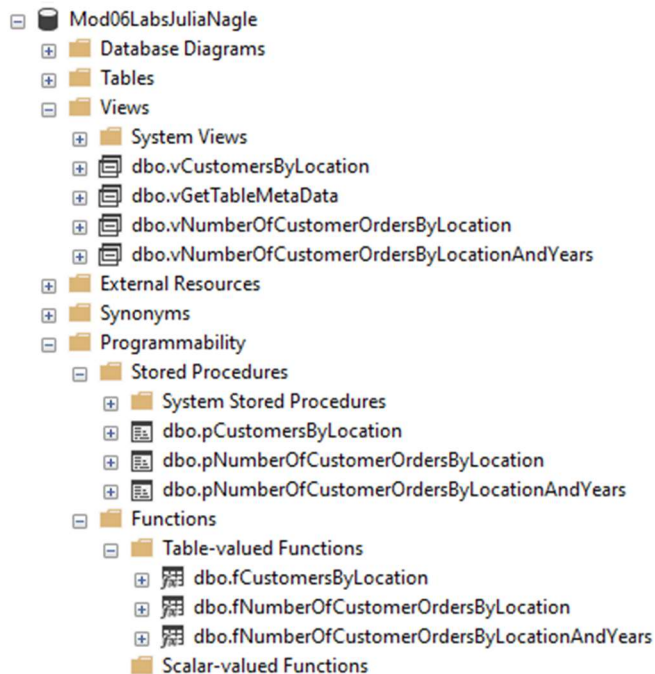 Mod06LabsJuliaNagle
Database Diagrams
Tables
Views
System Views
dbo.vCustomersByLocation
dbo.vGetTableMetaData
dbo.vNumberOfCustomerOrdersByLocation
dbo.vNumberOfCustomerOrdersByLocationAndYears
External Resources
Synonyms
Programmability
Stored Procedures
System Stored Procedures
dbo.pCustomersByLocation
dbo.pNumberOfCustomerOrdersByLocation
dbo.pNumberOfCustomerOrdersByLocationAndYears
Functions
Table-valued Functions
dbo.fCustomersByLocation
dbo.fNumberOfCustomerOrdersByLocation
dbo.fNumberOfCustomerOrdersByLocationAndYears
Scalar-valued Functions